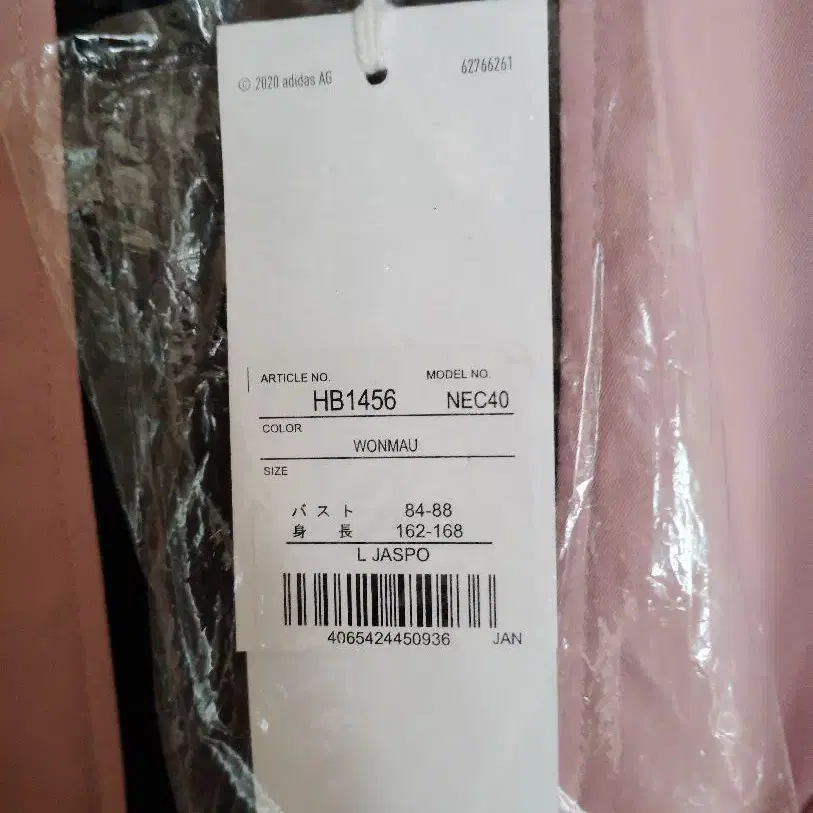 © 2020 adidas AG 62766261
ARTICLE NO. MODEL NO.
HB1456 NEC40
COLOR
WONMAU
SIZE
バスト 84-88
身長 162-168
L JASPO
4065424450936 JAN